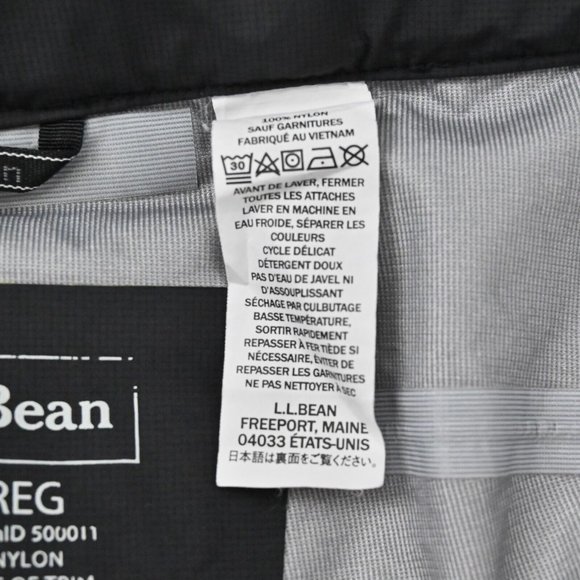 100% NYLON
SAUF GARNITURES
FABRIQUÉ AU VIETNAM
30
AVANT DE LAVER, FERMER
TOUTES LES ATTACHES
LAVER EN MACHINE EN
EAU FROIDE, SÉPARER LES
COULEURS
CYCLE DÉLICAT
DÉTERGENT DOUX
PAS D'EAU DE JAVEL NI
D'ASSOUPLISSANT
SÉCHAGE PAR CULBUTAGE
BASSE TEMPÉRATURE,
SORTIR RAPIDEMENT
REPASSER À FER TIÈDE SI
NÉCESSAIRE, ÉVITER DE
REPASSER LES GARNITURES
NE PAS NETTOYER À SEC
L.L.BEAN
FREEPORT, MAINE
04033 ÉTATS-UNIS
日本語は裏面をご覧ください。
Bean
REG
ID 500011
NYLON